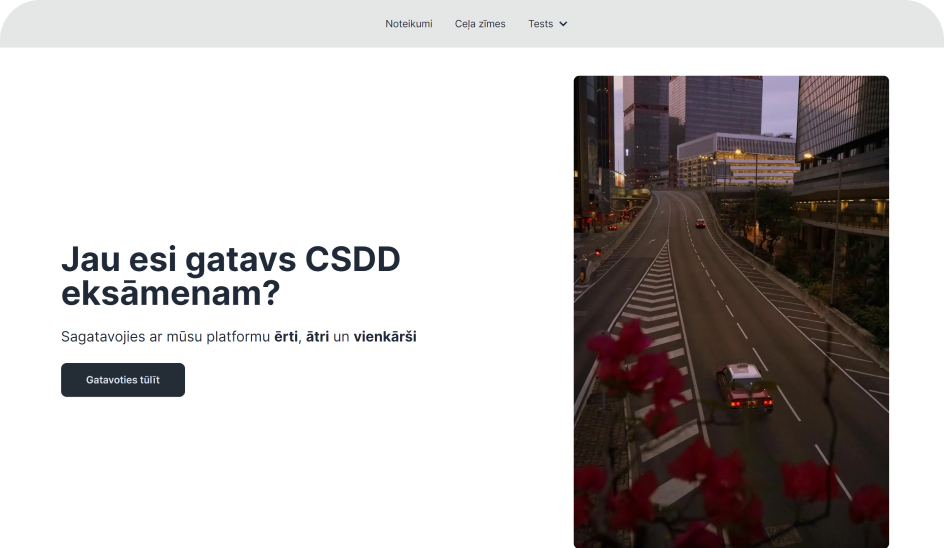 Noteikumi
Ceļa zīmes
Tests
Jau esi gatavs CSDD
eksāmenam?
Sagatavojies ar mūsu platformu ērti, ātri un vienkārši
Gatavoties tūlīt